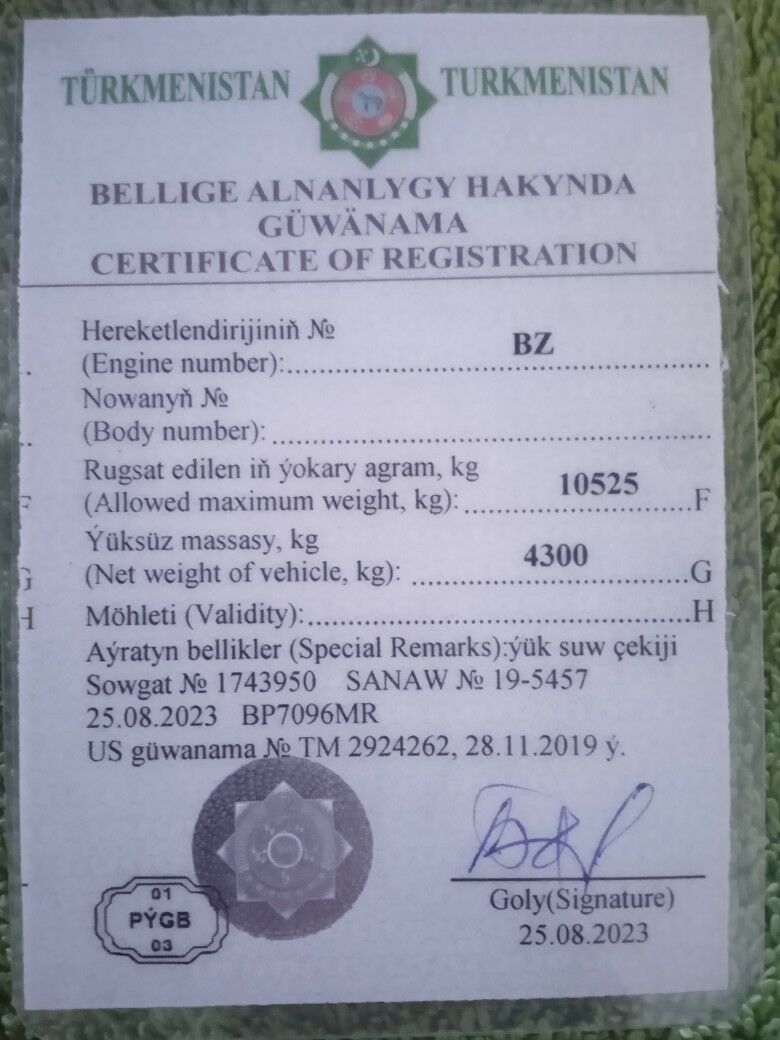 TÜRKMENISTAN TURKMENISTAN
BELLIGE ALNANLYGY HAKYNDA
GÜWÄNAMA
CERTIFICATE OF REGISTRATION
Hereketlendirijiniň №
(Engine number):.......... BZ
Nowanyň №
(Body number): ..........
Rugsat edilen iň ýokary agram, kg
(Allowed maximum weight, kg):.......... 10525 F
Ýüksüz massasy, kg
(Net weight of vehicle, kg): .......... 4300 G
Möhleti (Validity):..........H
Aýratyn bellikler (Special Remarks):ýük suw çekiji
Sowgat № 1743950 SANAW № 19-5457
25.08.2023 BP7096MR
US güwanama № TM 2924262, 28.11.2019 ý.
01
PÝGB
03
Goly(Signature)
25.08.2023